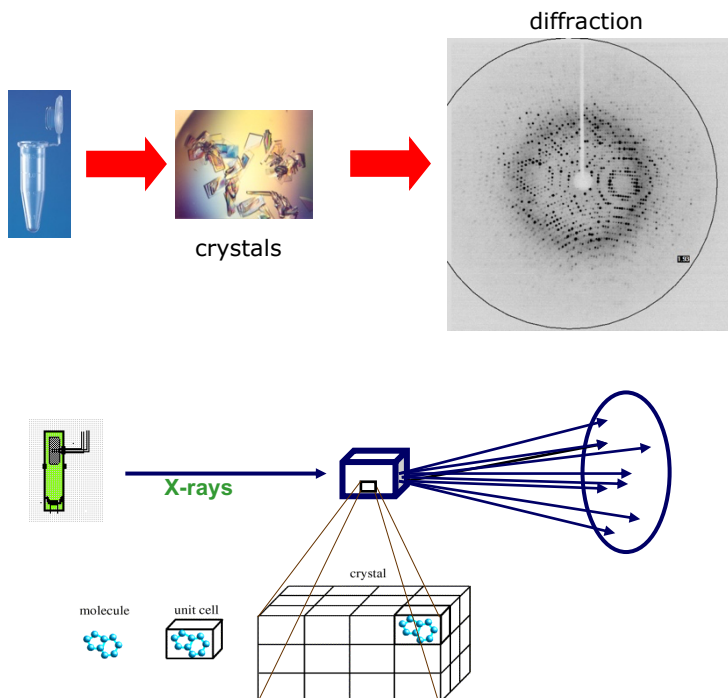 diffraction
crystals
1.93
X-rays
crystal
molecule
unit cell